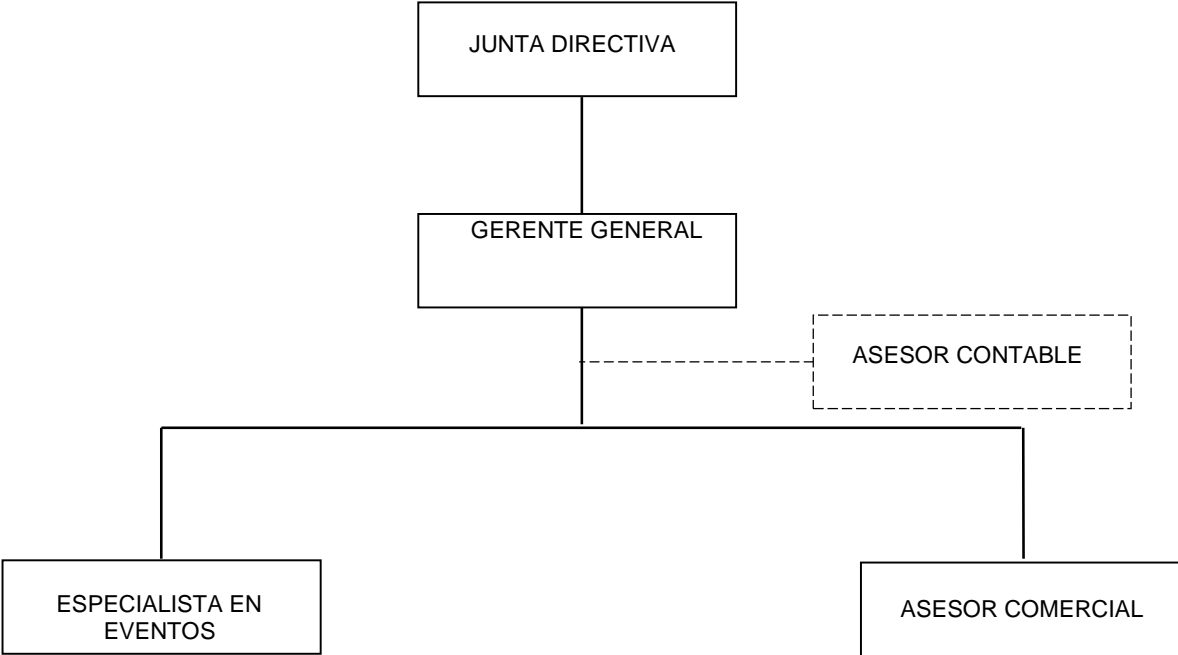 JUNTA DIRECTIVA
GERENTE GENERAL
ASESOR CONTABLE
ESPECIALISTA EN
EVENTOS
ASESOR COMERCIAL